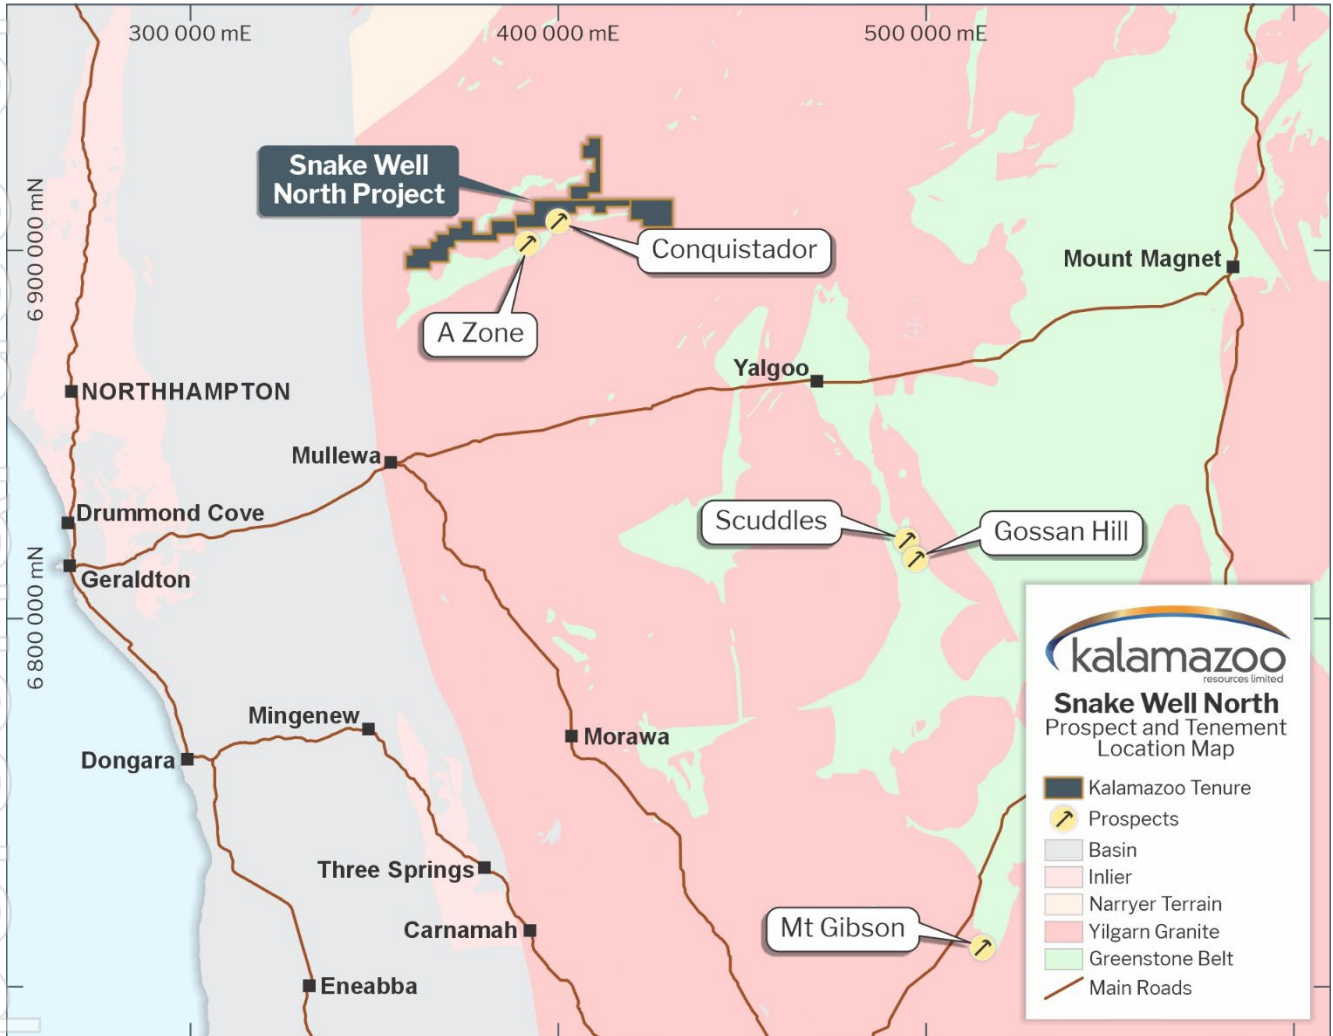 300 000 mE
400 000 mE
500 000 mE
6 900 000 mN
6 800 000 mN
Snake Well
North Project
Conquistador
A Zone
Mount Magnet
Yalgoo
NORTHHAMPTON
Mullewa
Drummond Cove
Geraldton
Scuddles
Gossan Hill
Mingenew
Dongara
Morawa
Three Springs
Carnamah
Eneabba
Mt Gibson
kalamazoo
resources limited
Snake Well North
Prospect and Tenement
Location Map
Kalamazoo Tenure
Prospects
Basin
Inlier
Narryer Terrain
Yilgarn Granite
Greenstone Belt
Main Roads